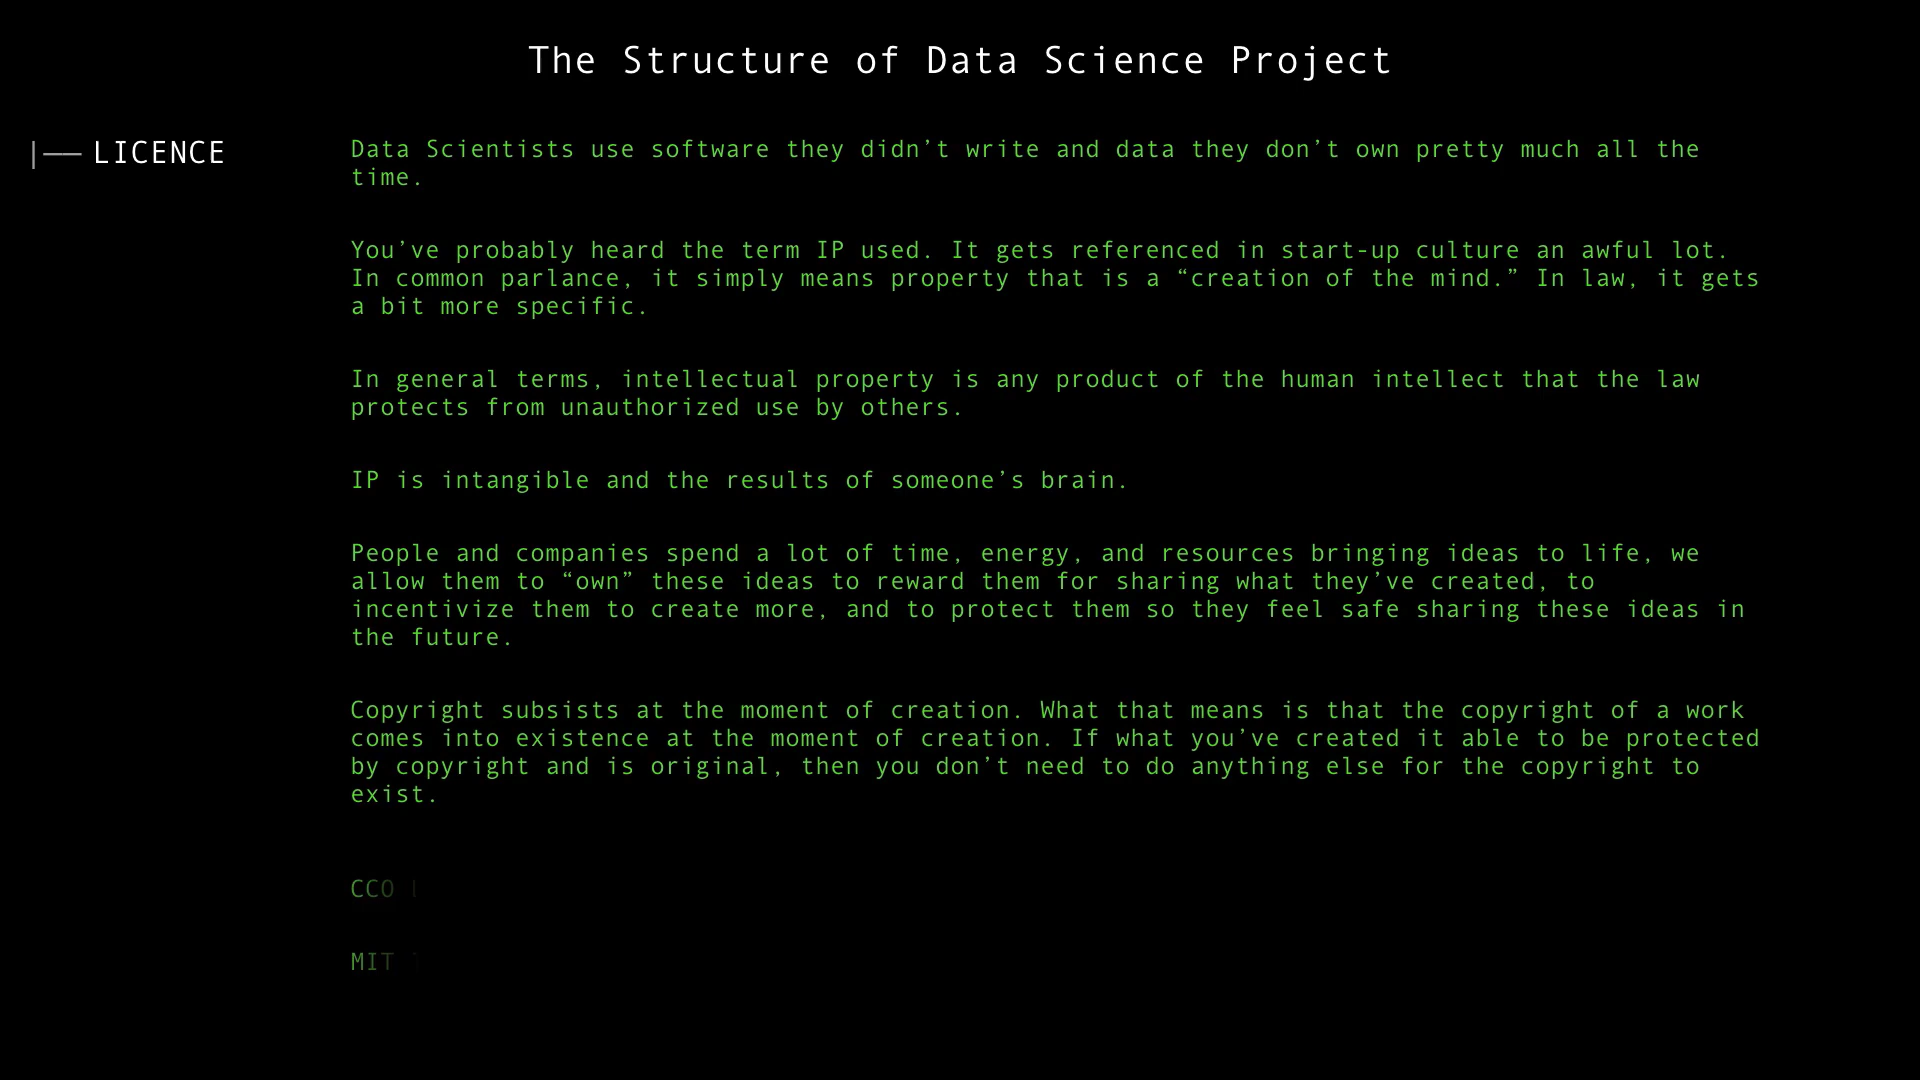 The Structure of Data Science Project
|—— LICENCE
Data Scientists use software they didn’t write and data they don’t own pretty much all the
time.
You’ve probably heard the term IP used. It gets referenced in start-up culture an awful lot.
In common parlance, it simply means property that is a “creation of the mind.” In law, it gets
a bit more specific.
In general terms, intellectual property is any product of the human intellect that the law
protects from unauthorized use by others.
IP is intangible and the results of someone’s brain.
People and companies spend a lot of time, energy, and resources bringing ideas to life, we
allow them to “own” these ideas to reward them for sharing what they’ve created, to
incentivize them to create more, and to protect them so they feel safe sharing these ideas in
the future.
Copyright subsists at the moment of creation. What that means is that the copyright of a work
comes into existence at the moment of creation. If what you’ve created it able to be protected
by copyright and is original, then you don’t need to do anything else for the copyright to
exist.
CCO
MIT